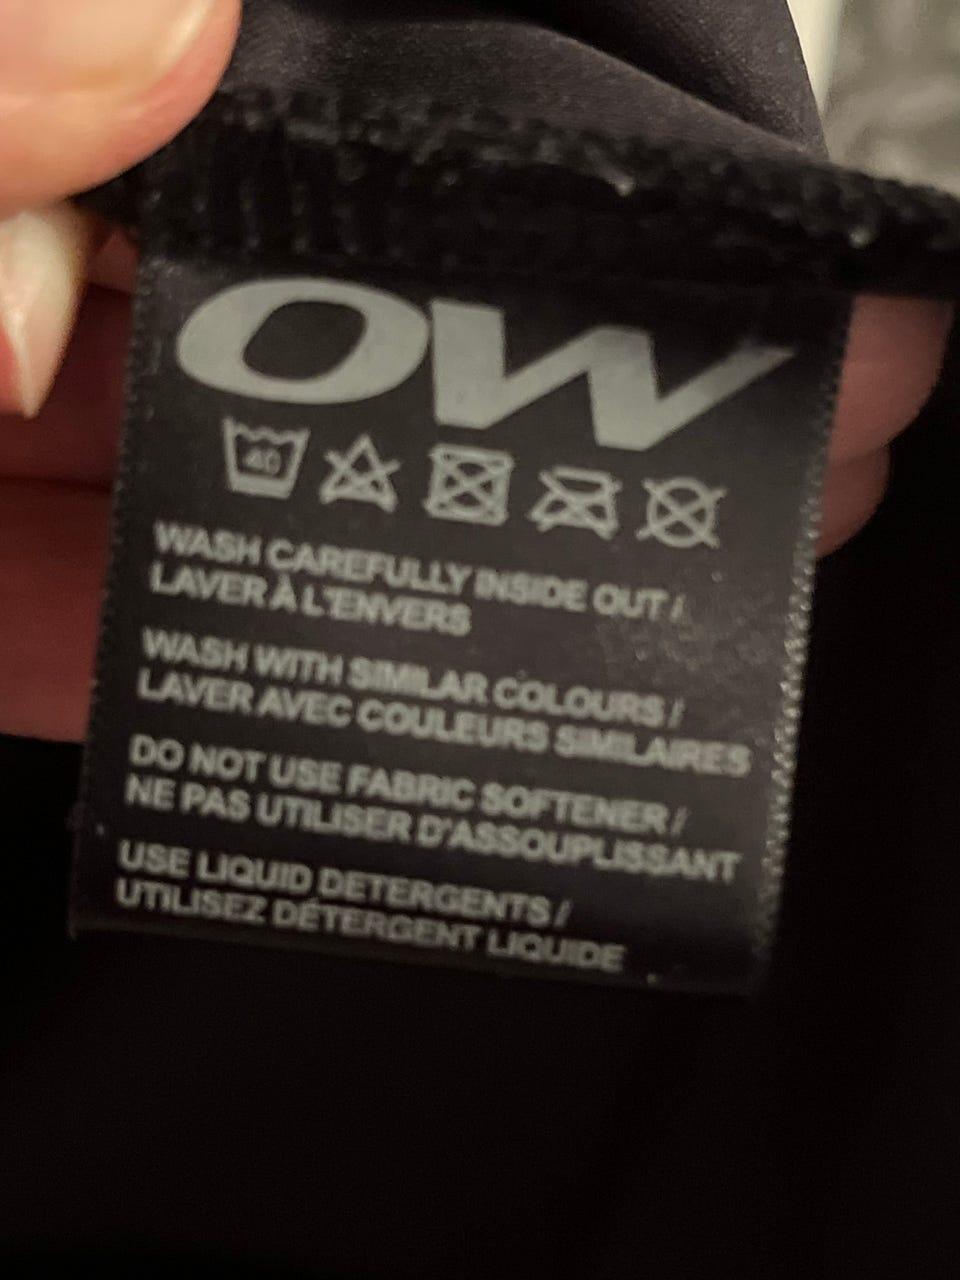 OW
40
WASH CAREFULLY INSIDE OUT /
LAVER À L'ENVERS
WASH WITH SIMILAR COLOURS /
LAVER AVEC COULEURS SIMILAIRES
DO NOT USE FABRIC SOFTENER /
NE PAS UTILISER D'ASSOUPLISSANT
USE LIQUID DETERGENTS /
UTILISEZ DÉTERGENT LIQUIDE